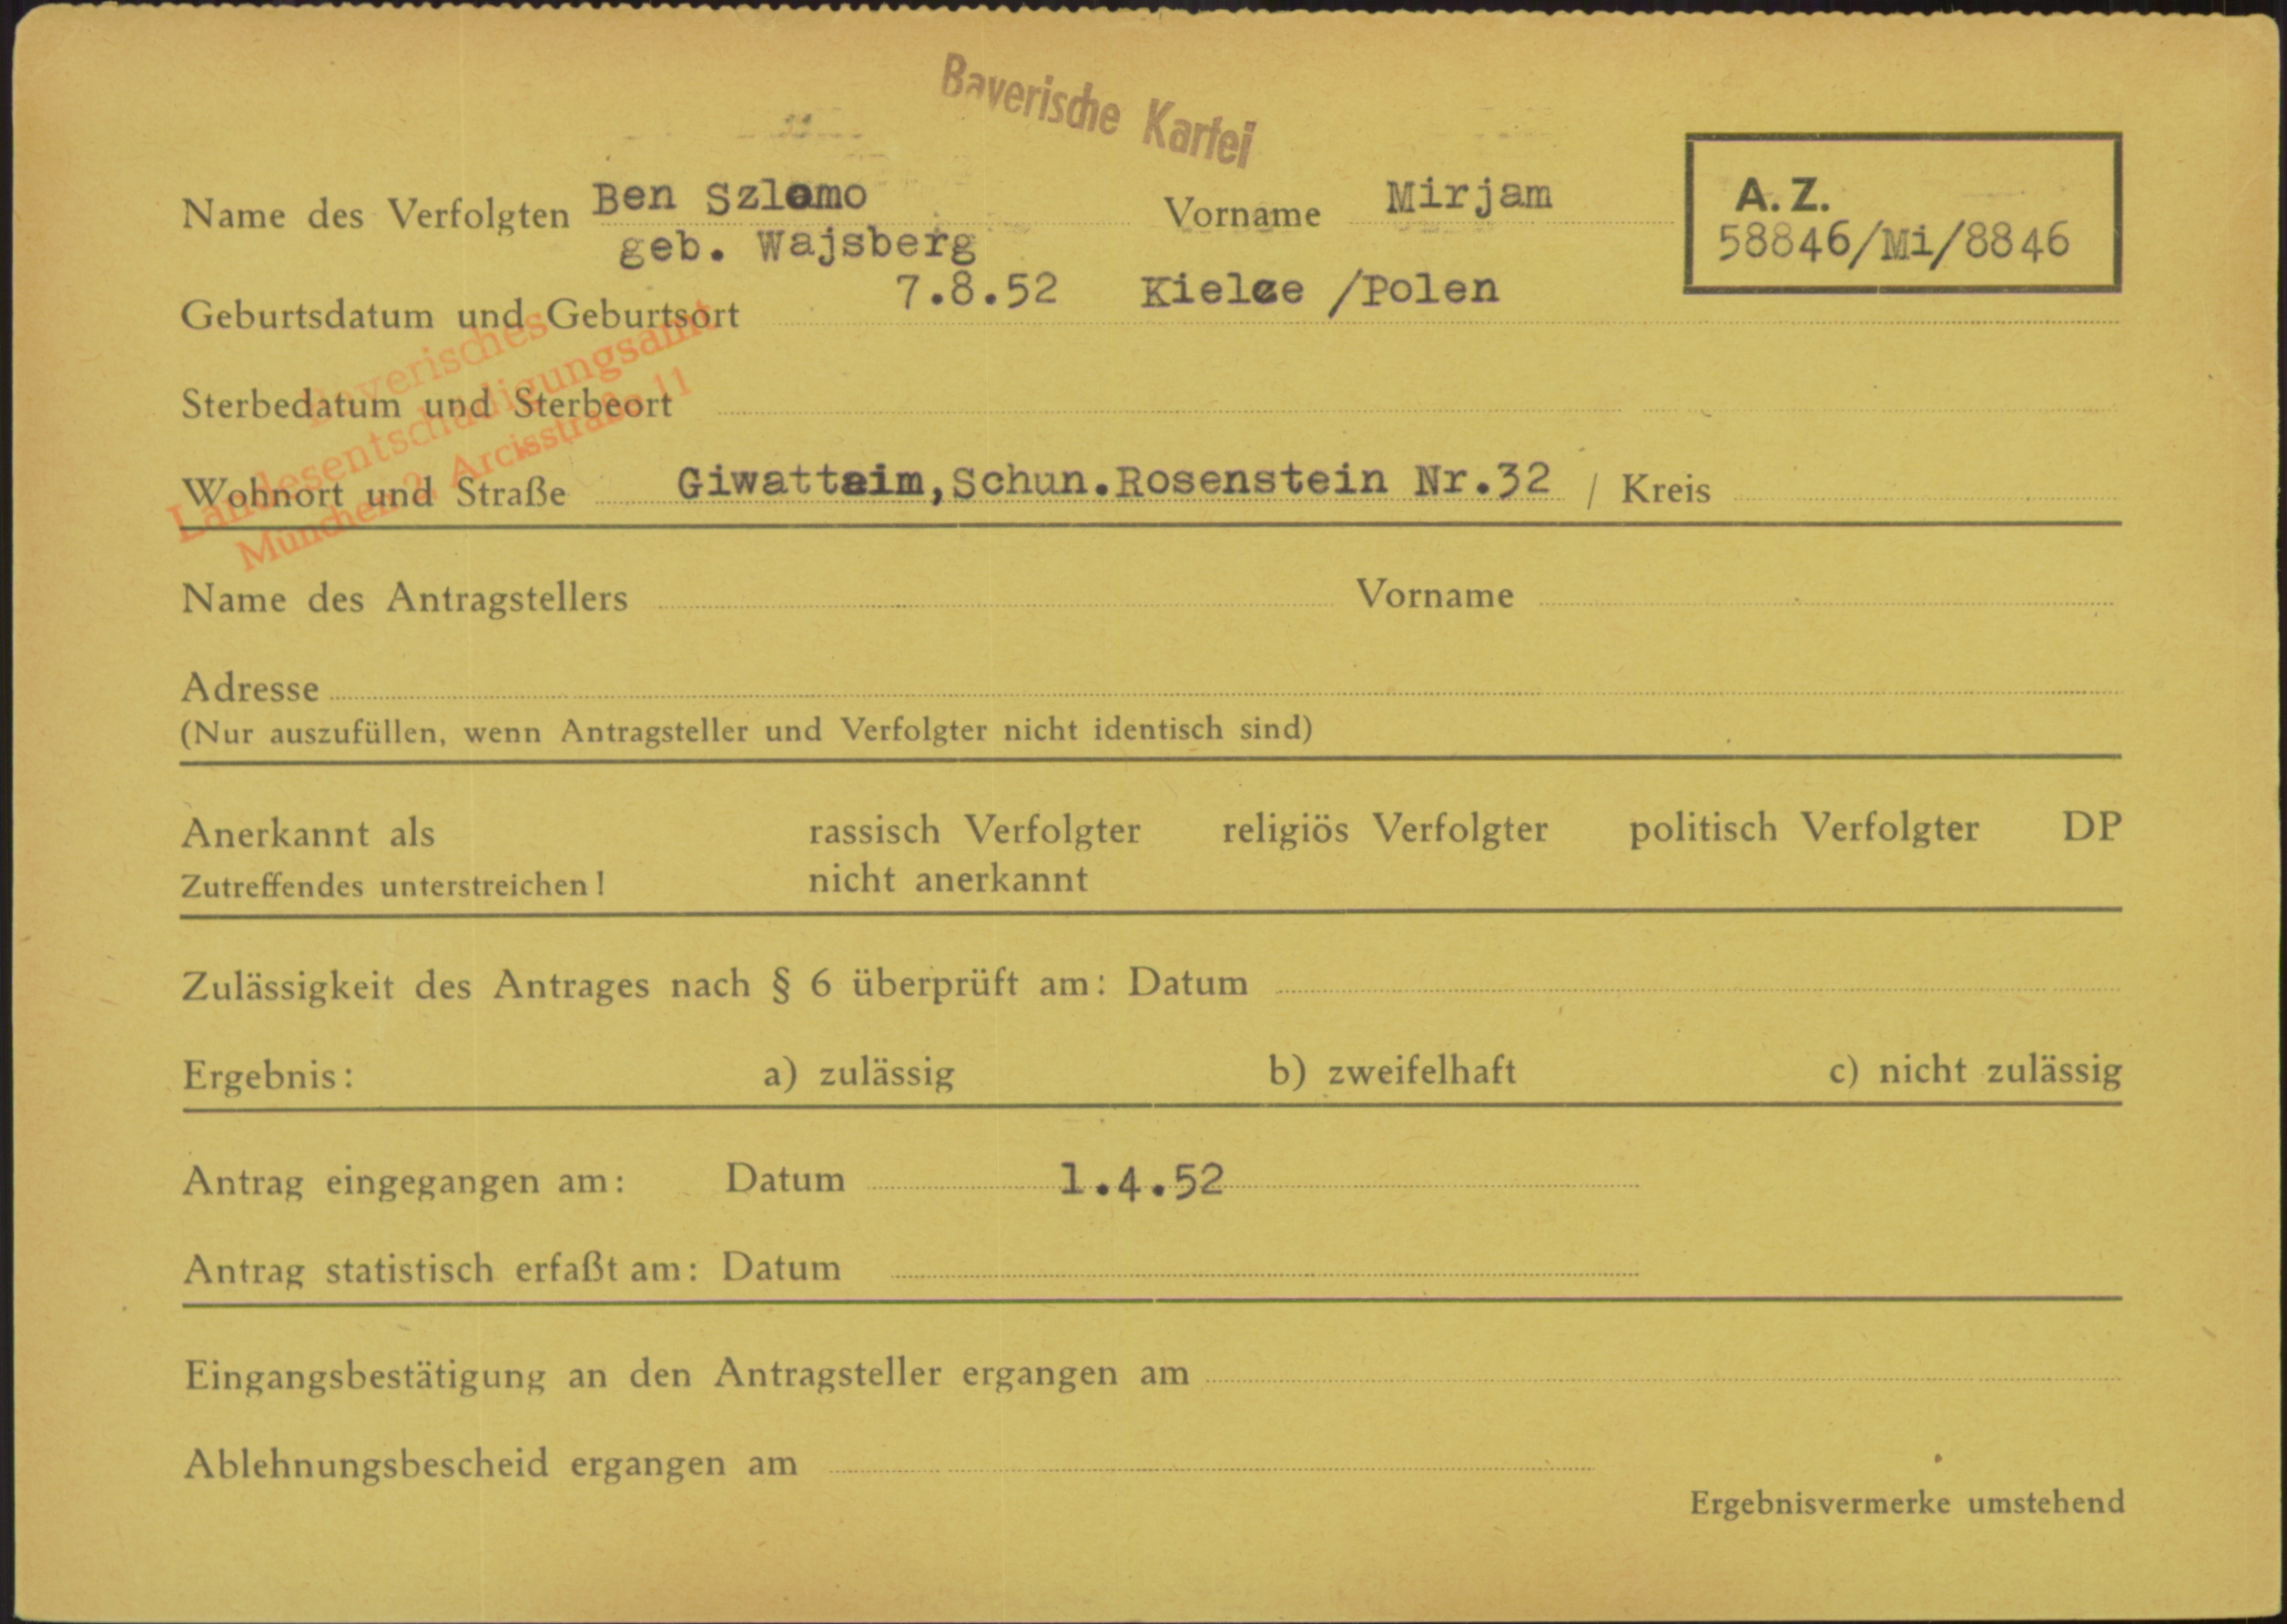 Bayerische Kartei
Name des Verfolgten Ben Szlomo Vorname Mirjam
geb. Wajsberg
A. Z.
58846/Mi/8846
Geburtsdatum und Geburtsort 7.8.52 Kielce /Polen
Sterbedatum und Sterbeort
Bayerisches
Landesentschädigungsamt
München 2, Arcisstraße 11
Wohnort und Straße Giwattaim,Schun.Rosenstein Nr.32 / Kreis
Name des Antragstellers Vorname
Adresse
(Nur auszufüllen, wenn Antragsteller und Verfolgter nicht identisch sind)
Anerkannt als rassisch Verfolgter religiös Verfolgter politisch Verfolgter DP
Zutreffendes unterstreichen! nicht anerkannt
Zulässigkeit des Antrages nach § 6 überprüft am: Datum
Ergebnis: a) zulässig b) zweifelhaft c) nicht zulässig
Antrag eingegangen am: Datum 1.4.52
Antrag statistisch erfaßt am: Datum
Eingangsbestätigung an den Antragsteller ergangen am
Ablehnungsbescheid ergangen am
Ergebnisvermerke umstehend